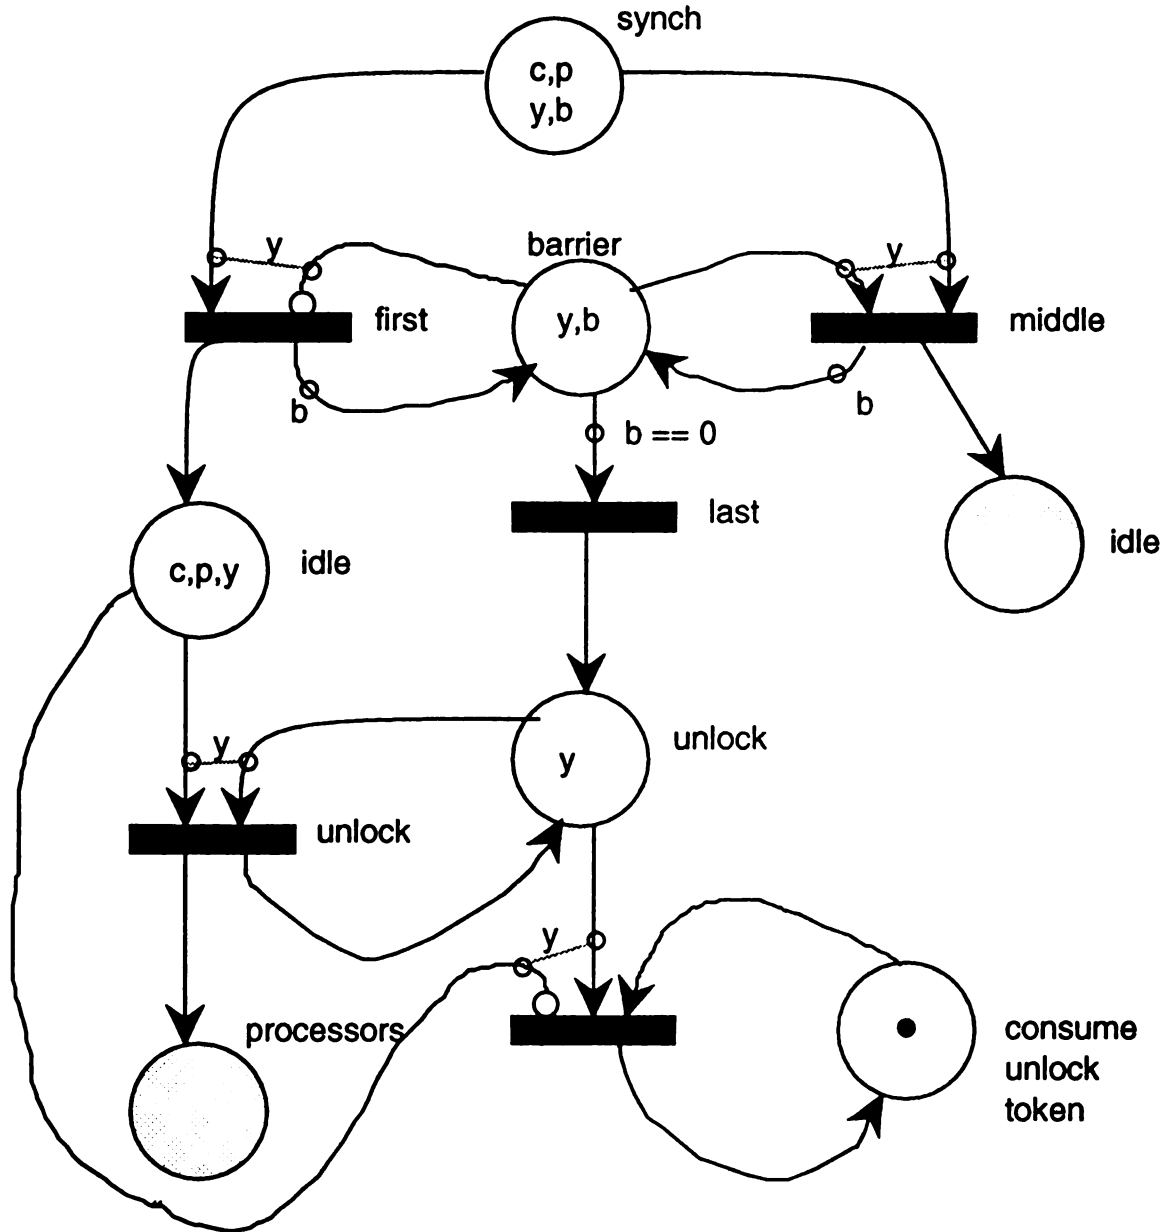 synch
c,p
y,b
y
barrier
y
first
y,b
middle
b
b
b == 0
last
c,p,y
idle
idle
y
y
unlock
unlock
y
processors
consume
unlock
token